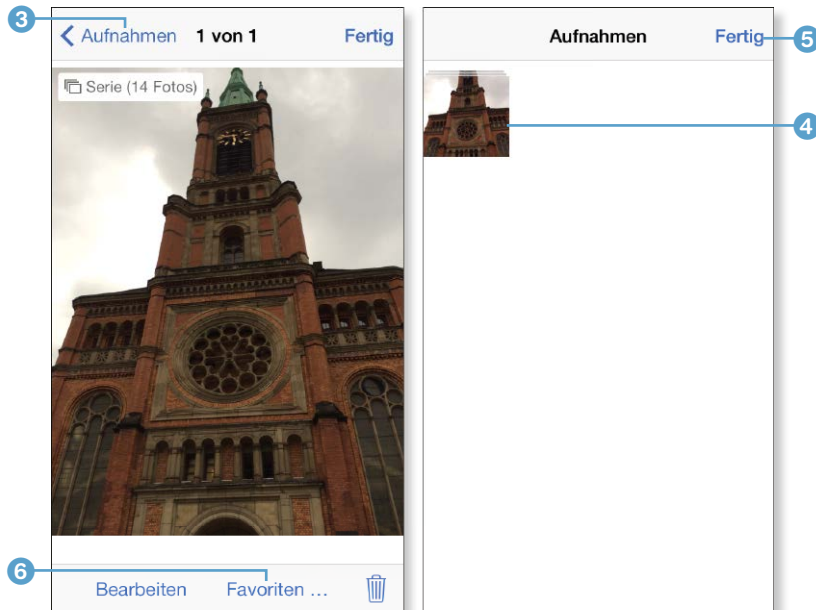 3
Aufnahmen 1 von 1 Fertig
Serie (14 Fotos)
6
Bearbeiten Favoriten …
Aufnahmen Fertig
5
4